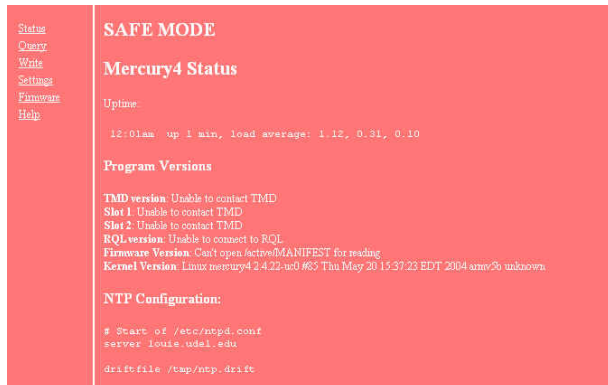 Status
Query
Write
Settings
Firmware
Help
SAFE MODE
Mercury4 Status
Uptime:
12:01am up 1 min, load average: 1.12, 0.31, 0.10
Program Versions
TMD version: Unable to contact TMD
Slot 1: Unable to contact TMD
Slot 2: Unable to contact TMD
RQL version: Unable to connect to RQL
Firmware Version: Can't open /active/MANIFEST for reading
Kernel Version: Linux mercury4 2.4.22-uc0 #85 Thu May 20 15:37:23 EDT 2004 armv5b unknown
NTP Configuration:
# Start of /etc/ntpd.conf
server louie.udel.edu
driftfile /tmp/ntp.drift